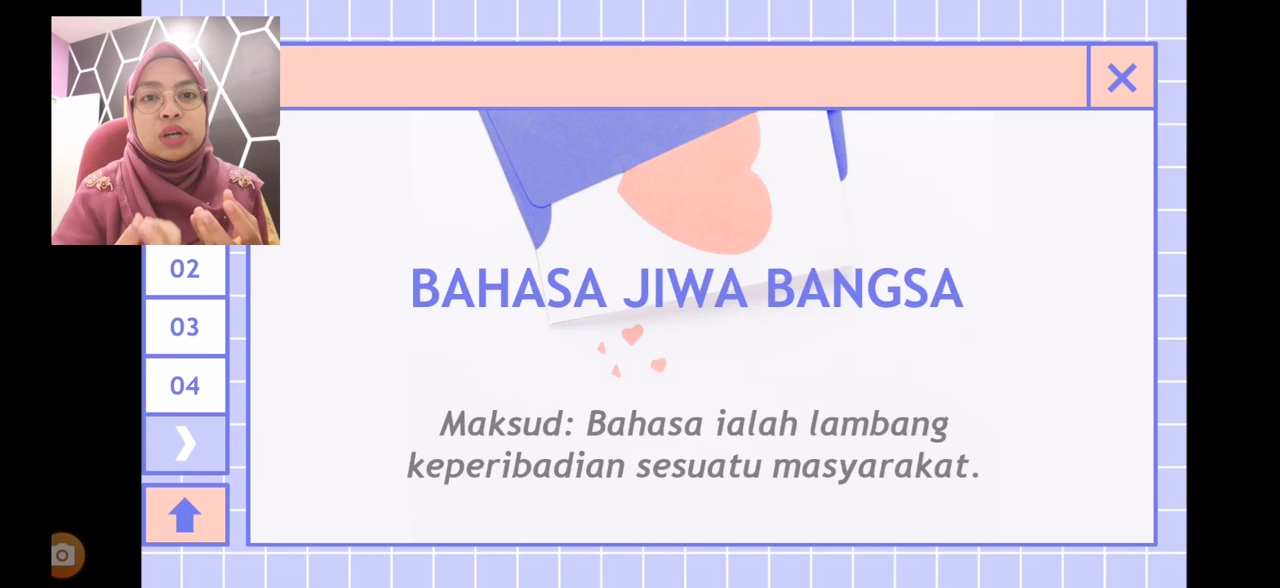 02
03
04
BAHASA JIWA BANGSA
Maksud: Bahasa ialah lambang
keperibadian sesuatu masyarakat.